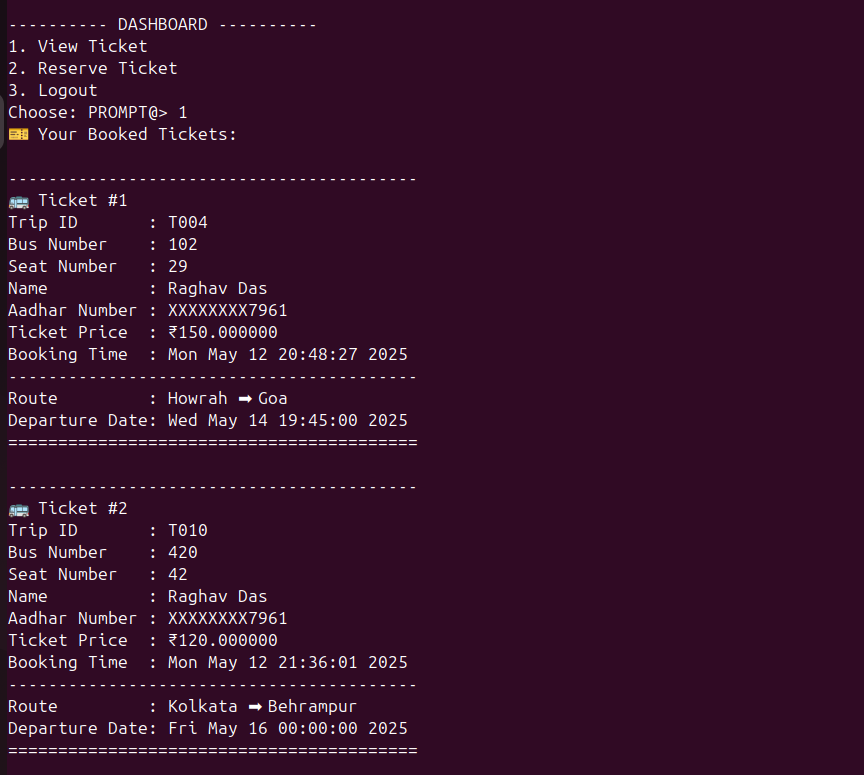 ---------- DASHBOARD ----------
1. View Ticket
2. Reserve Ticket
3. Logout
Choose: PROMPT@> 1
🎫 Your Booked Tickets:
-----------------------------------------
🚌 Ticket #1
Trip ID       : T004
Bus Number    : 102
Seat Number   : 29
Name          : Raghav Das
Aadhar Number : XXXXXXXX7961
Ticket Price  : ₹150.000000
Booking Time  : Mon May 12 20:48:27 2025
-----------------------------------------
Route         : Howrah ➡ Goa
Departure Date: Wed May 14 19:45:00 2025
=========================================
-----------------------------------------
🚌 Ticket #2
Trip ID       : T010
Bus Number    : 420
Seat Number   : 42
Name          : Raghav Das
Aadhar Number : XXXXXXXX7961
Ticket Price  : ₹120.000000
Booking Time  : Mon May 12 21:36:01 2025
-----------------------------------------
Route         : Kolkata ➡ Behrampur
Departure Date: Fri May 16 00:00:00 2025
=========================================